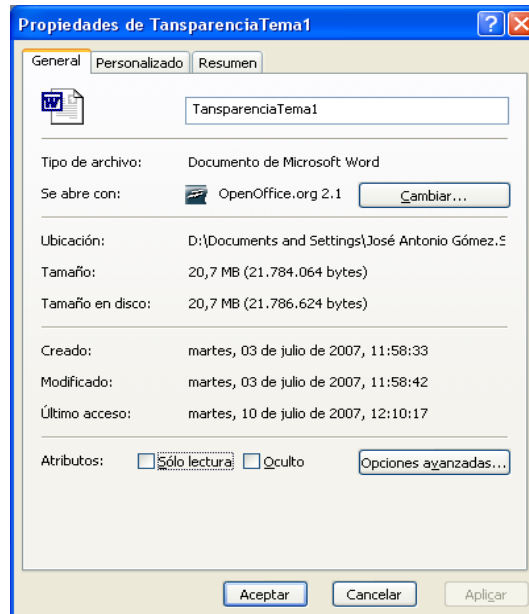 Propiedades de TansparenciaTema1
General Personalizado Resumen
TansparenciaTema1
Tipo de archivo: Documento de Microsoft Word
Se abre con: OpenOffice.org 2.1 Cambiar...
Ubicación: D:\Documents and Settings\José Antonio Gómez.S
Tamaño: 20,7 MB (21.784.064 bytes)
Tamaño en disco: 20,7 MB (21.786.624 bytes)
Creado: martes, 03 de julio de 2007, 11:58:33
Modificado: martes, 03 de julio de 2007, 11:58:42
Último acceso: martes, 10 de julio de 2007, 12:10:17
Atributos: Sólo lectura Oculto Opciones avanzadas...
Aceptar Cancelar Aplicar